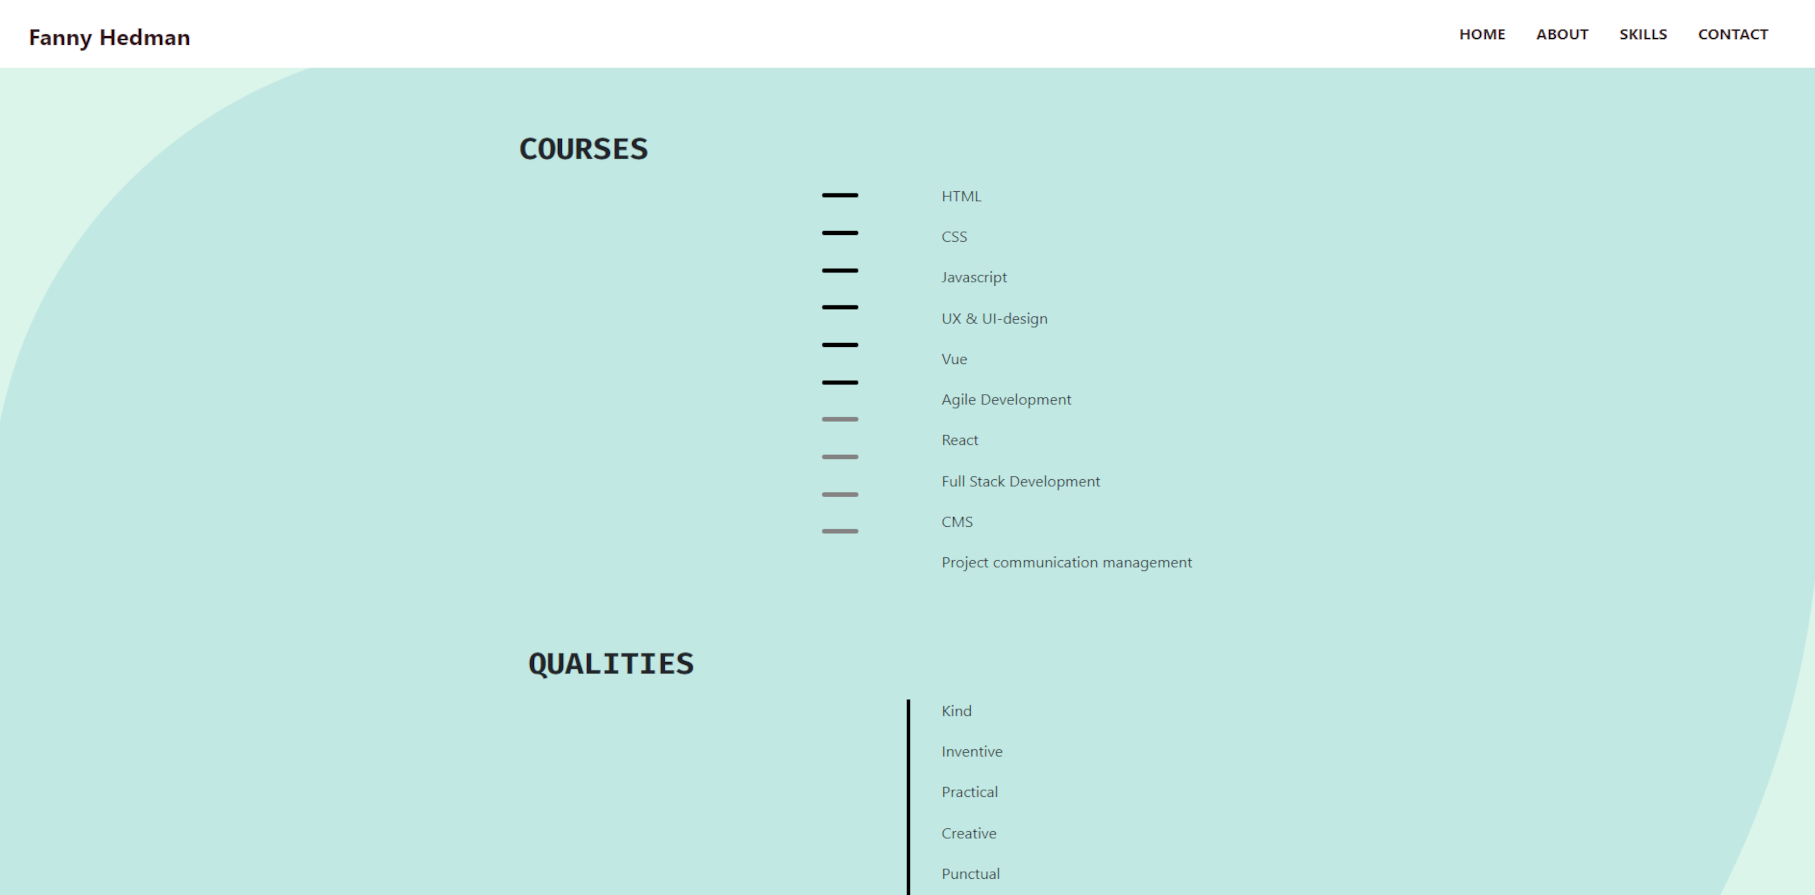 Fanny Hedman
HOME ABOUT SKILLS CONTACT
COURSES
HTML
CSS
Javascript
UX & UI-design
Vue
Agile Development
React
Full Stack Development
CMS
Project communication management
QUALITIES
Kind
Inventive
Practical
Creative
Punctual